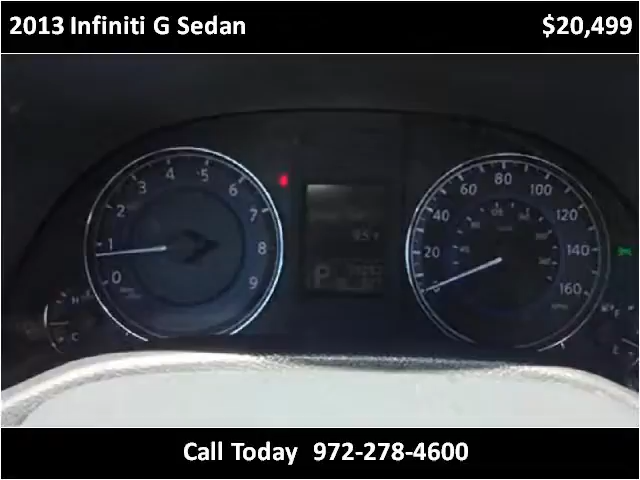 2013 Infiniti G Sedan $20,499
4 5
3 6
2 7
1 8
0 9
80
60 100
40 120
20 140
0 160
H
C
P
F
E
Call Today 972-278-4600